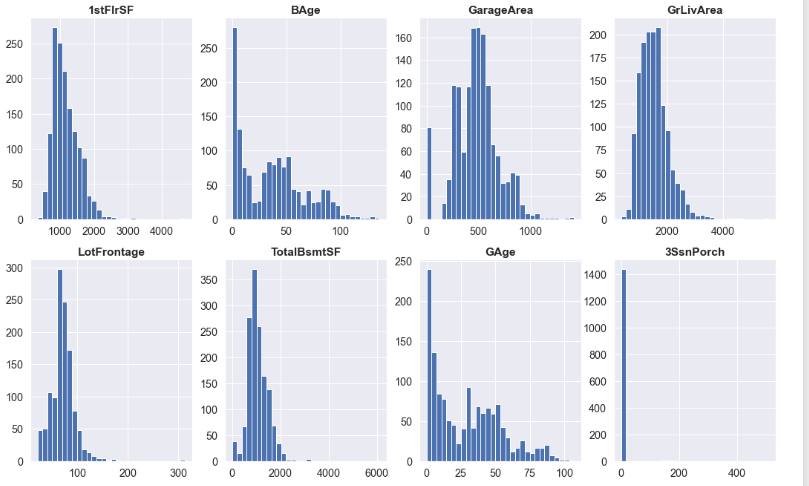 1stFlrSF BAge GarageArea GrLivArea
250 200 150 100 50 0
1000 2000 3000 4000
250 200 150 100 50 0
0 50 100
160 140 120 100 80 60 40 20 0
0 500 1000
200 175 150 125 100 75 50 25 0
2000 4000
LotFrontage TotalBsmtSF GAge 3SsnPorch
300 250 200 150 100 50 0
100 200 300
350 300 250 200 150 100 50 0
0 2000 4000 6000
250 200 150 100 50 0
0 25 50 75 100
1400 1200 1000 800 600 400 200 0
0 200 400